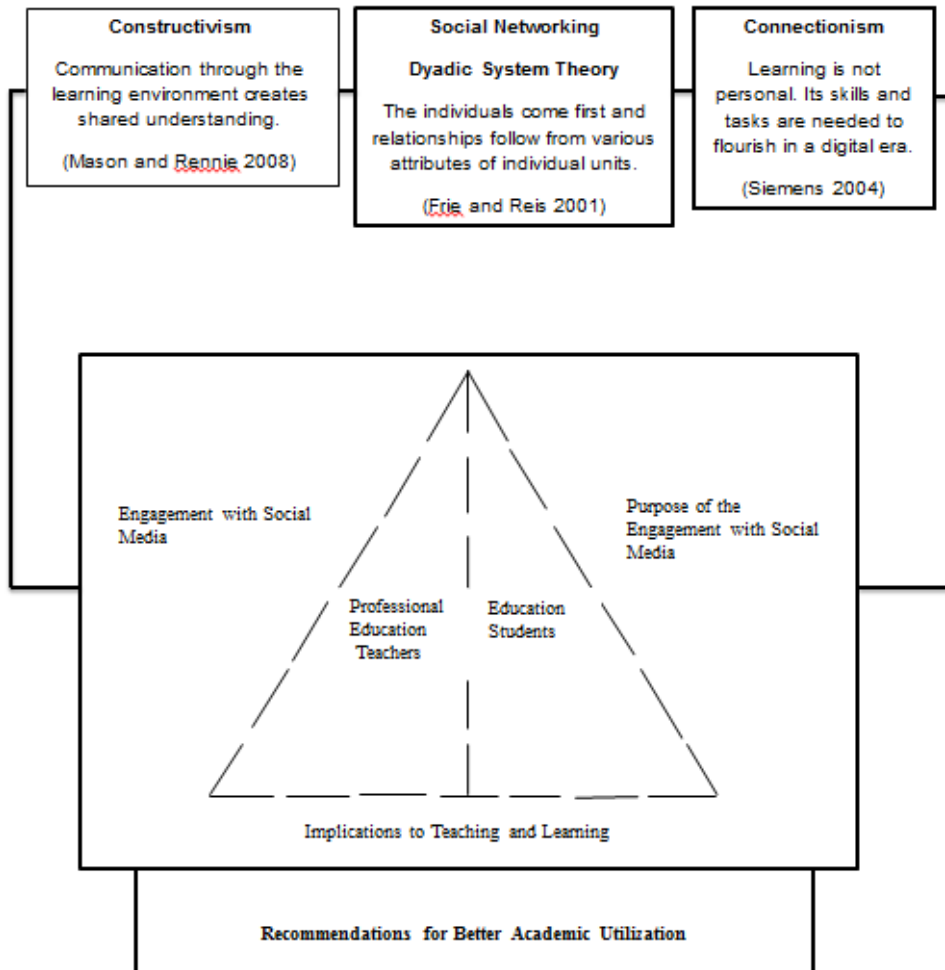 Constructivism
Communication through the
learning environment creates
shared understanding.
(Mason and Rennie 2008)
Social Networking
Dyadic System Theory
The individuals come first and
relationships follow from various
attributes of individual units.
(Frie and Reis 2001)
Connectionism
Learning is not
personal. Its skills and
tasks are needed to
flourish in a digital era.
(Siemens 2004)
Engagement with Social
Media
Purpose of the
Engagement with Social
Media
Professional
Education
Teachers
Education
Students
Implications to Teaching and Learning
Recommendations for Better Academic Utilization